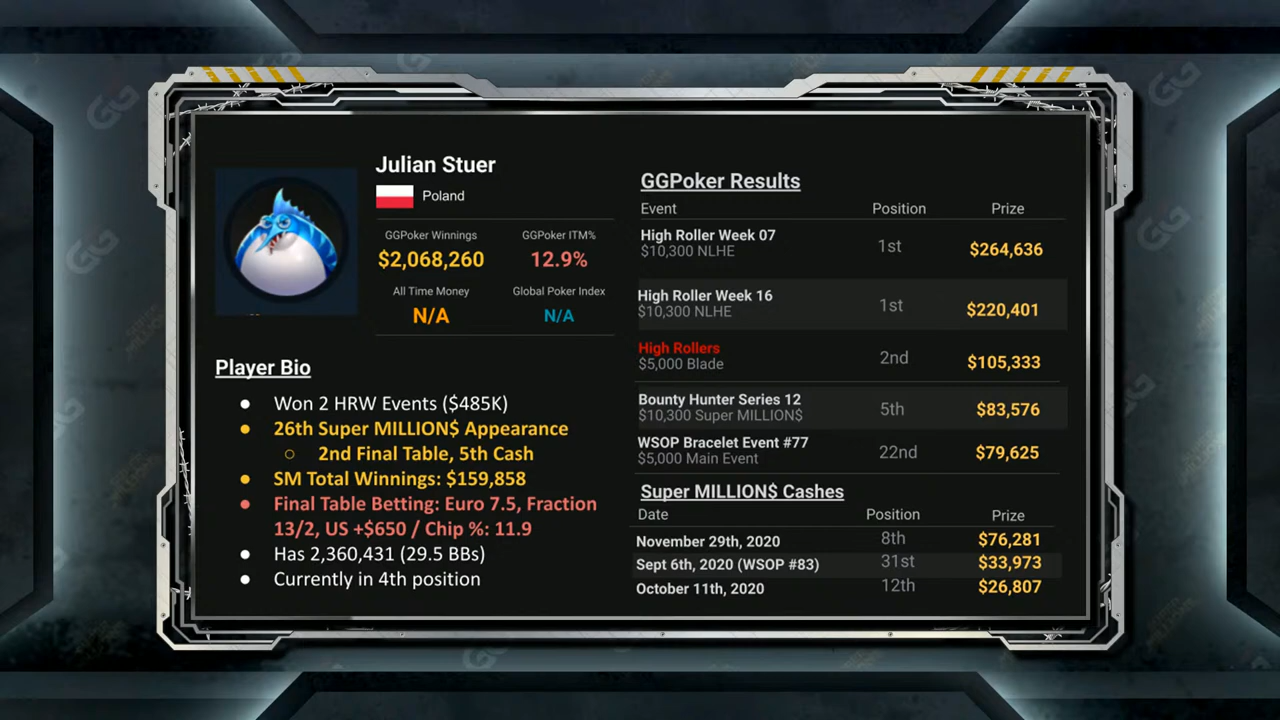 Julian Stuer
Poland
GGPoker Winnings GGPoker ITM%
$2,068,260 12.9%
All Time Money Global Poker Index
N/A N/A
Player Bio
Won 2 HRW Events ($485K)
26th Super MILLION$ Appearance
2nd Final Table, 5th Cash
SM Total Winnings: $159,858
Final Table Betting: Euro 7.5, Fraction
13/2, US +$650 / Chip %: 11.9
Has 2,360,431 (29.5 BBs)
Currently in 4th position
GGPoker Results
Event Position Prize
High Roller Week 07
$10,300 NLHE 1st $264,636
High Roller Week 16
$10,300 NLHE 1st $220,401
High Rollers
$5,000 Blade 2nd $105,333
Bounty Hunter Series 12
$10,300 Super MILLION$ 5th $83,576
WSOP Bracelet Event #77
$5,000 Main Event 22nd $79,625
Super MILLION$ Cashes
Date Position Prize
November 29th, 2020 8th $76,281
Sept 6th, 2020 (WSOP #83) 31st $33,973
October 11th, 2020 12th $26,807